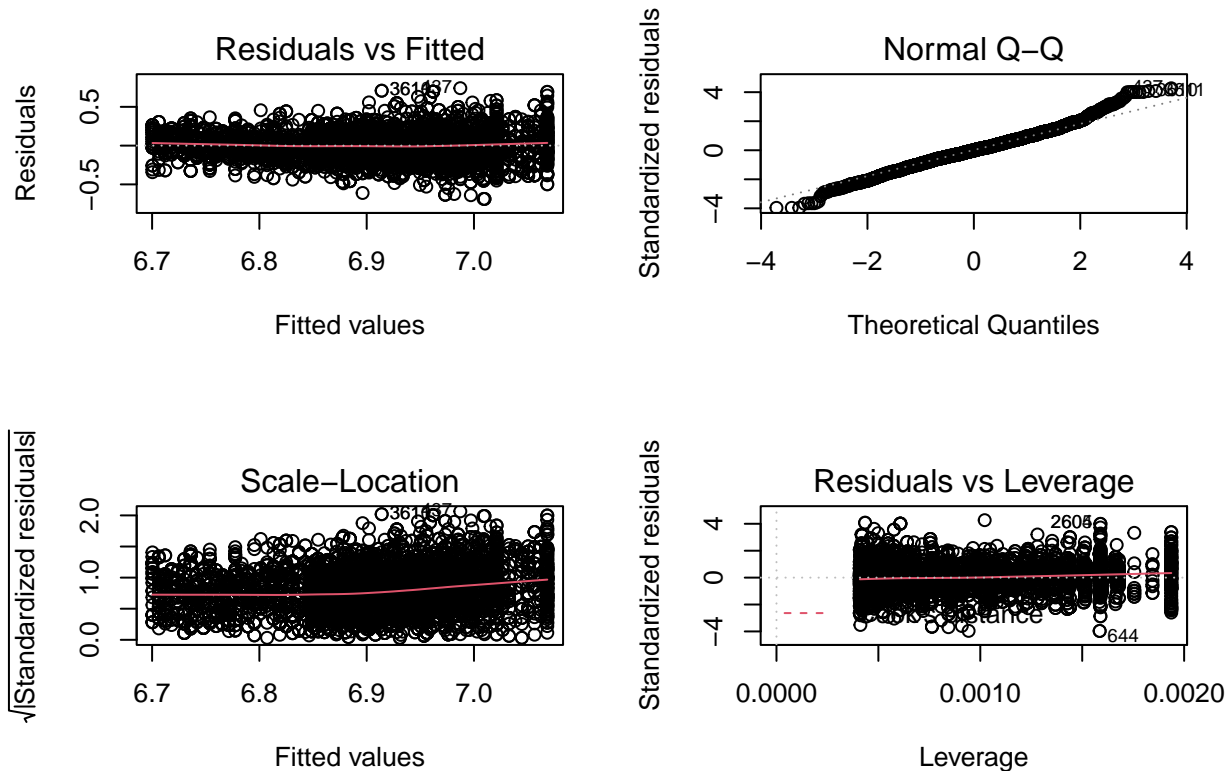 Residuals vs Fitted
Residuals
0.5
−0.5
6.7 6.8 6.9 7.0
Fitted values
Normal Q−Q
Standardized residuals
4
0
−4
−4 −2 0 2 4
Theoretical Quantiles
Scale−Location
√|Standardized residuals|
2.0
1.0
0.0
6.7 6.8 6.9 7.0
Fitted values
Residuals vs Leverage
Standardized residuals
4
0
−4
2605
distance
644
0.0000 0.0010 0.0020
Leverage